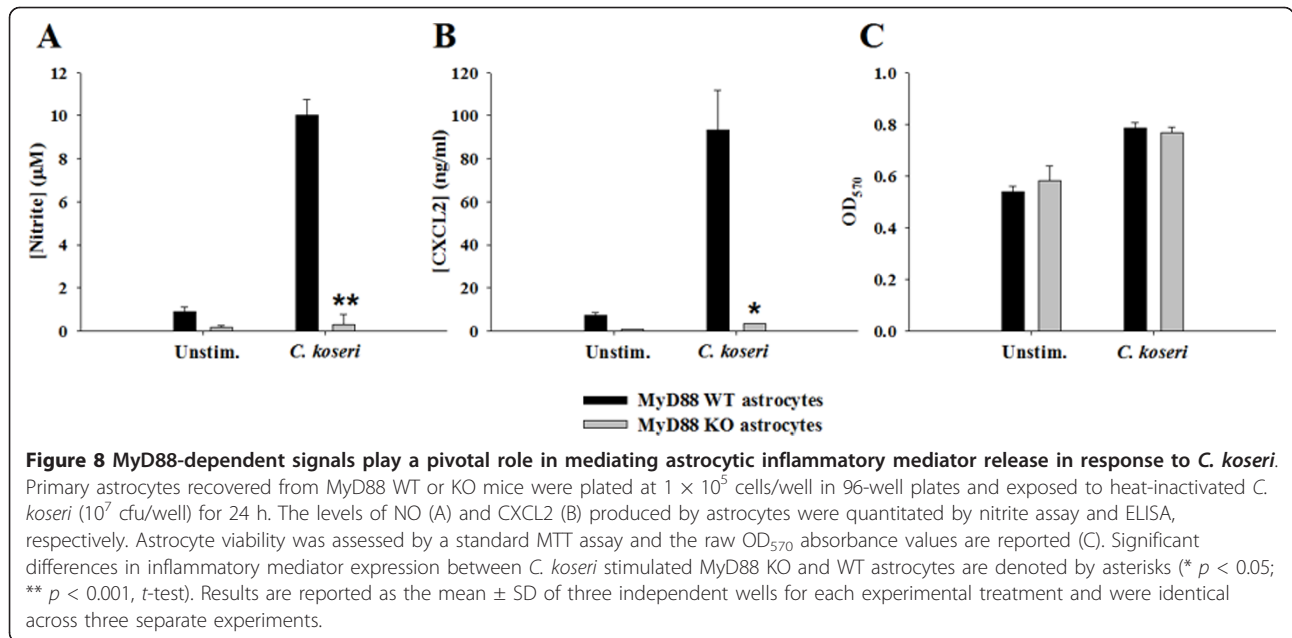 A
B
C
12
10
8
6
4
2
0
[Nitrite] (µM)
**
Unstim.
C. koseri
120
100
80
60
40
20
0
[CXCL2] (ng/ml)
*
Unstim.
C. koseri
1.0
0.8
0.6
0.4
0.2
0.0
OD570
Unstim.
C. koseri
MyD88 WT astrocytes
MyD88 KO astrocytes
Figure 8 MyD88-dependent signals play a pivotal role in mediating astrocytic inflammatory mediator release in response to C. koseri.
Primary astrocytes recovered from MyD88 WT or KO mice were plated at 1 × 10⁵ cells/well in 96-well plates and exposed to heat-inactivated C.
koseri (10⁷ cfu/well) for 24 h. The levels of NO (A) and CXCL2 (B) produced by astrocytes were quantitated by nitrite assay and ELISA,
respectively. Astrocyte viability was assessed by a standard MTT assay and the raw OD₅₇₀ absorbance values are reported (C). Significant
differences in inflammatory mediator expression between C. koseri stimulated MyD88 KO and WT astrocytes are denoted by asterisks (* p < 0.05;
** p < 0.001, t-test). Results are reported as the mean ± SD of three independent wells for each experimental treatment and were identical
across three separate experiments.